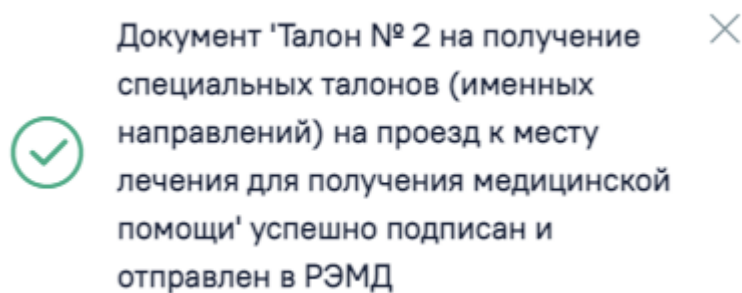 Документ 'Талон № 2 на получение
специальных талонов (именных
направлений) на проезд к месту
лечения для получения медицинской
помощи' успешно подписан и
отправлен в РЭМД